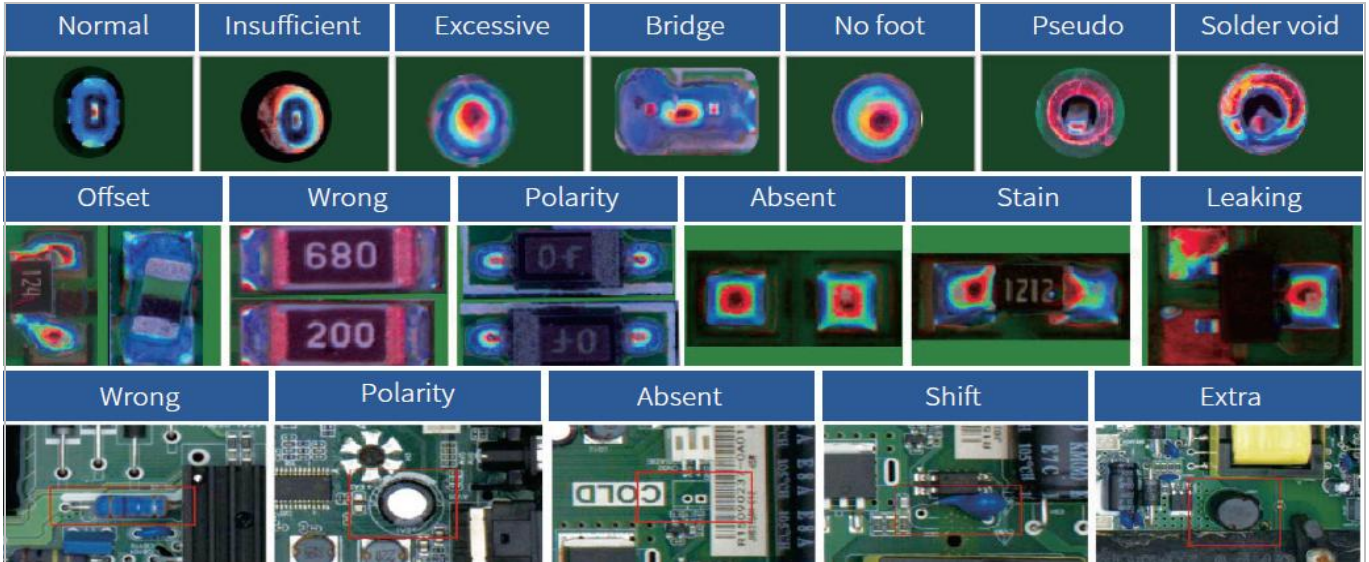 Normal
Insufficient
Excessive
Bridge
No foot
Pseudo
Solder void
Offset
Wrong
Polarity
Absent
Stain
Leaking
124
680
200
0F
0F
1212
Wrong
Polarity
Absent
Shift
Extra
COLD